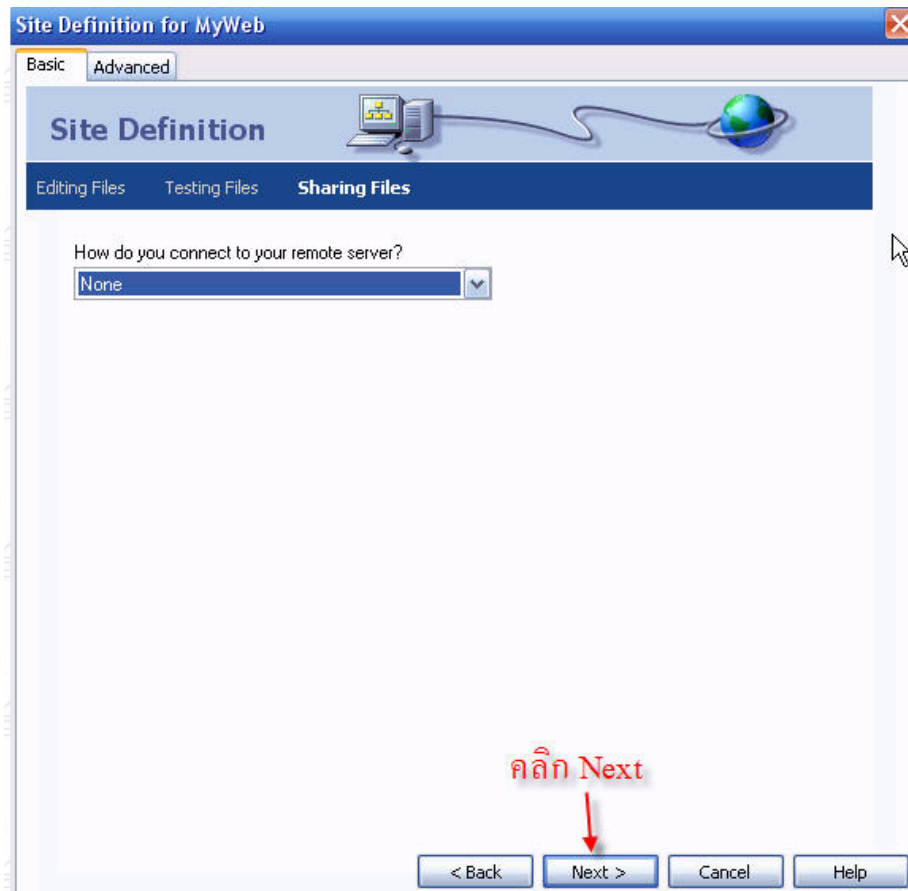 Site Definition for MyWeb
Basic Advanced
Site Definition
Editing Files Testing Files Sharing Files
How do you connect to your remote server?
None
คลิก Next
< Back Next > Cancel Help